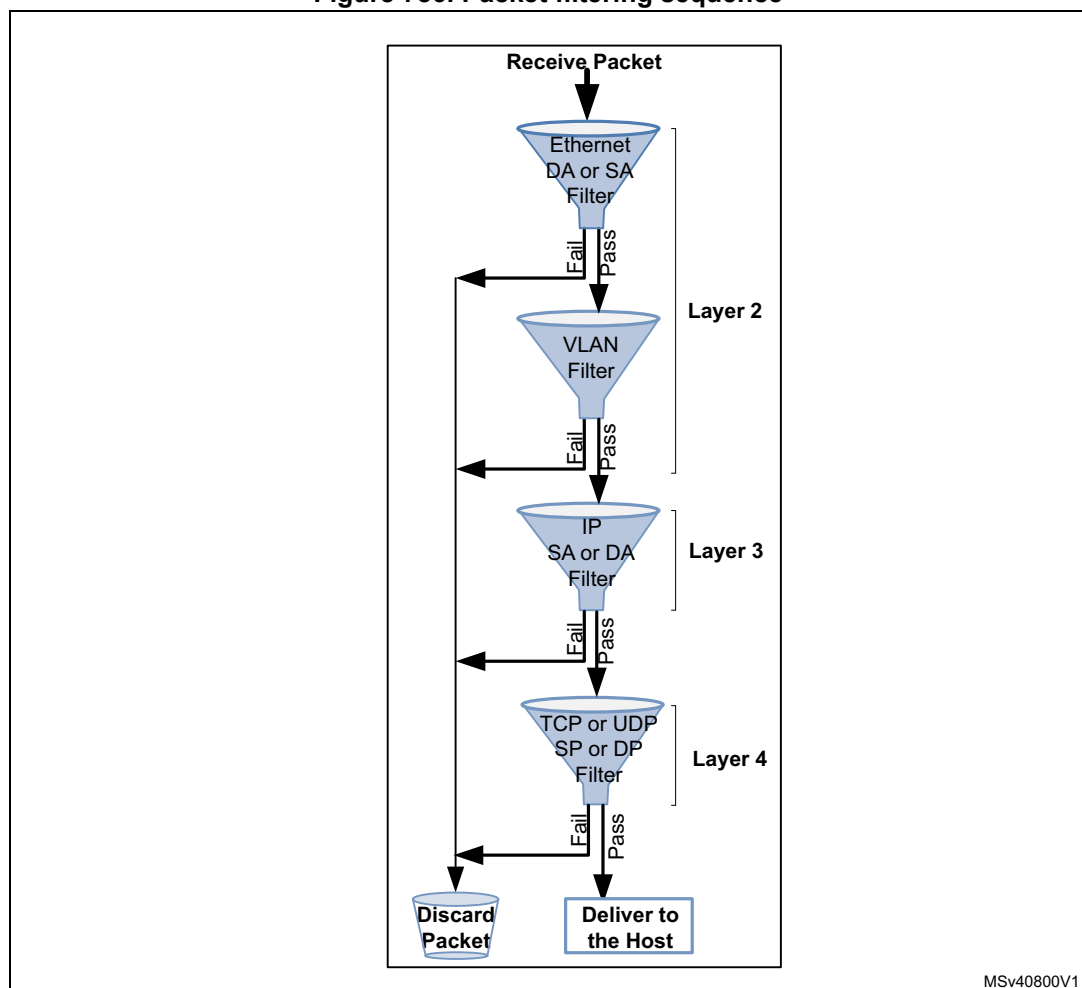 Receive Packet
Ethernet
DA or SA
Filter
Fail
Pass
Layer 2
VLAN
Filter
Fail
Pass
IP
SA or DA
Filter
Layer 3
Fail
Pass
TCP or UDP
SP or DP
Filter
Layer 4
Fail
Pass
Discard
Packet
Deliver to
the Host
MSv40800V1